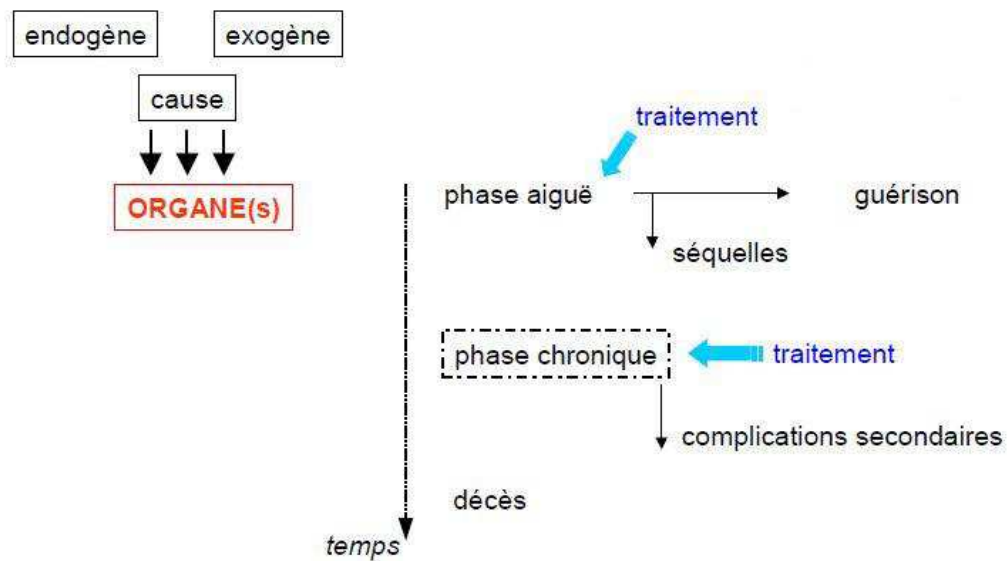 endogène
exogène
cause
ORGANE(s)
traitement
phase aiguë
guérison
séquelles
phase chronique
traitement
complications secondaires
décès
temps